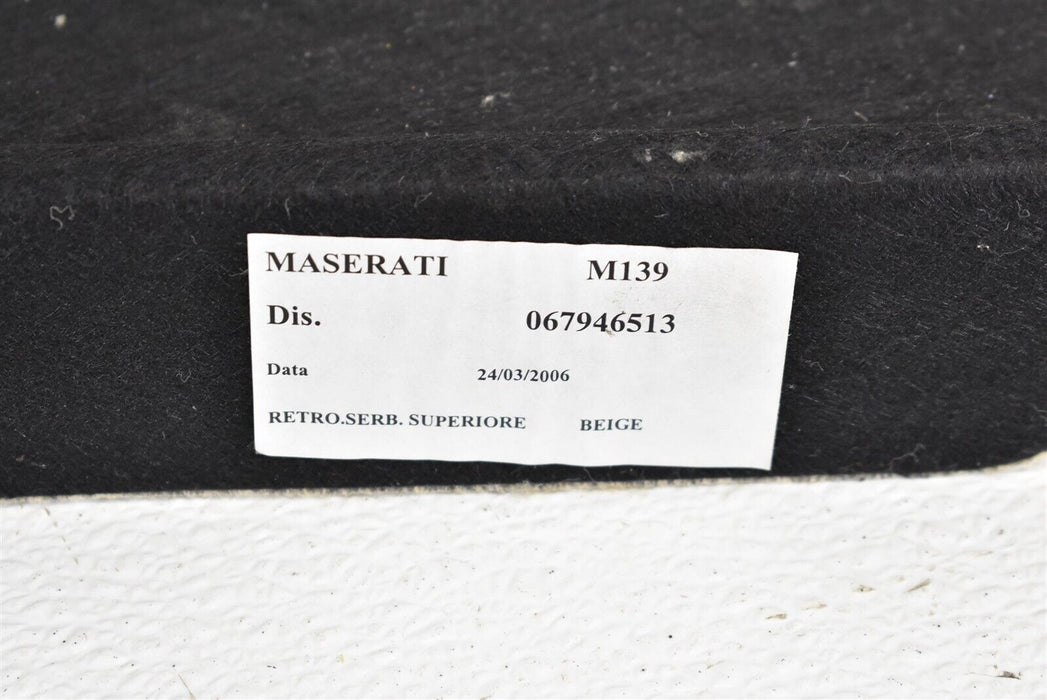 MASERATI M139
Dis. 067946513
Data 24/03/2006
RETRO.SERB. SUPERIORE BEIGE